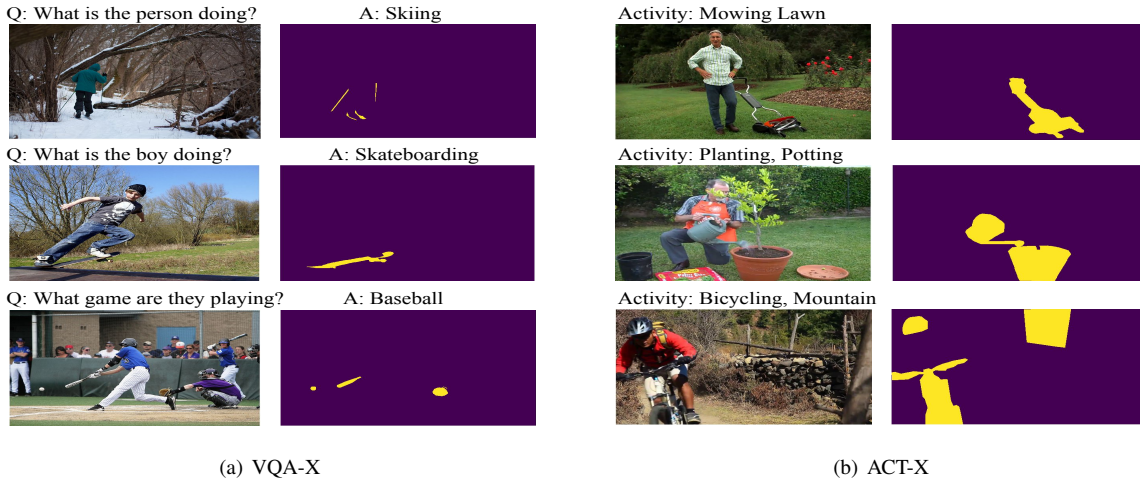 Q: What is the person doing? A: Skiing
Q: What is the boy doing? A: Skateboarding
Q: What game are they playing? A: Baseball
(a) VQA-X
Activity: Mowing Lawn
Activity: Planting, Potting
Activity: Bicycling, Mountain
(b) ACT-X